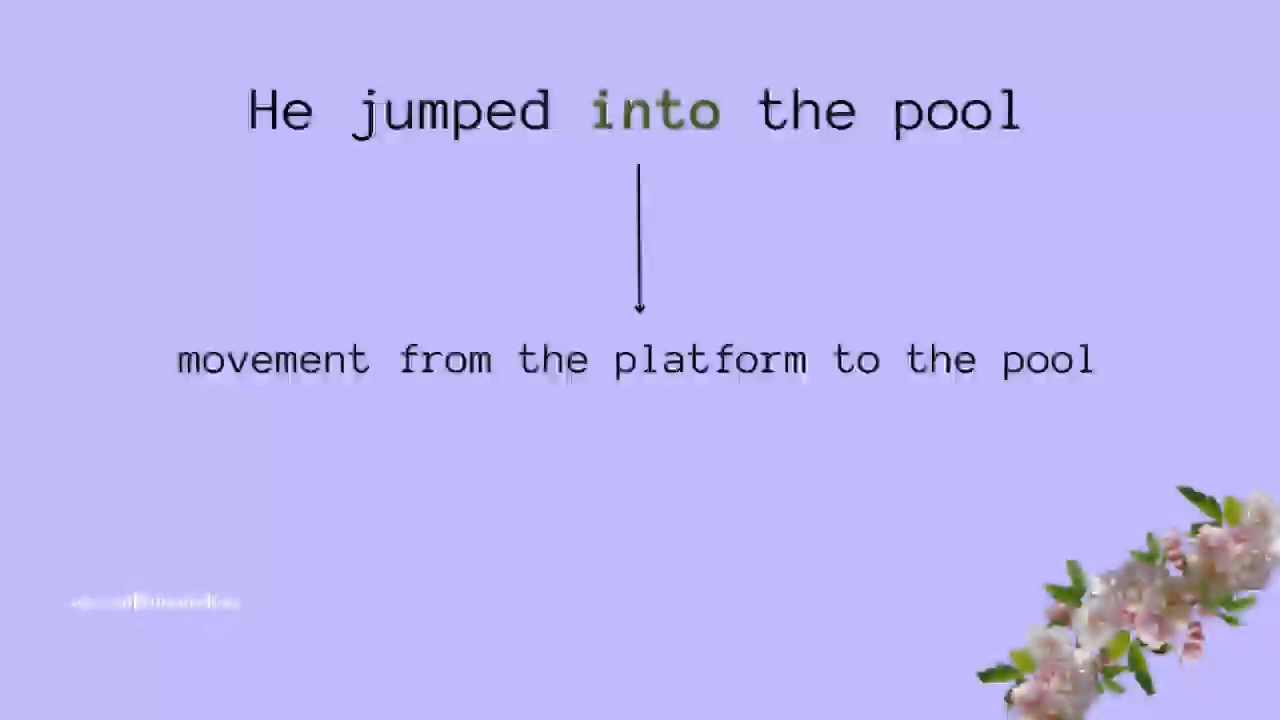 He jumped into the pool
movement from the platform to the pool